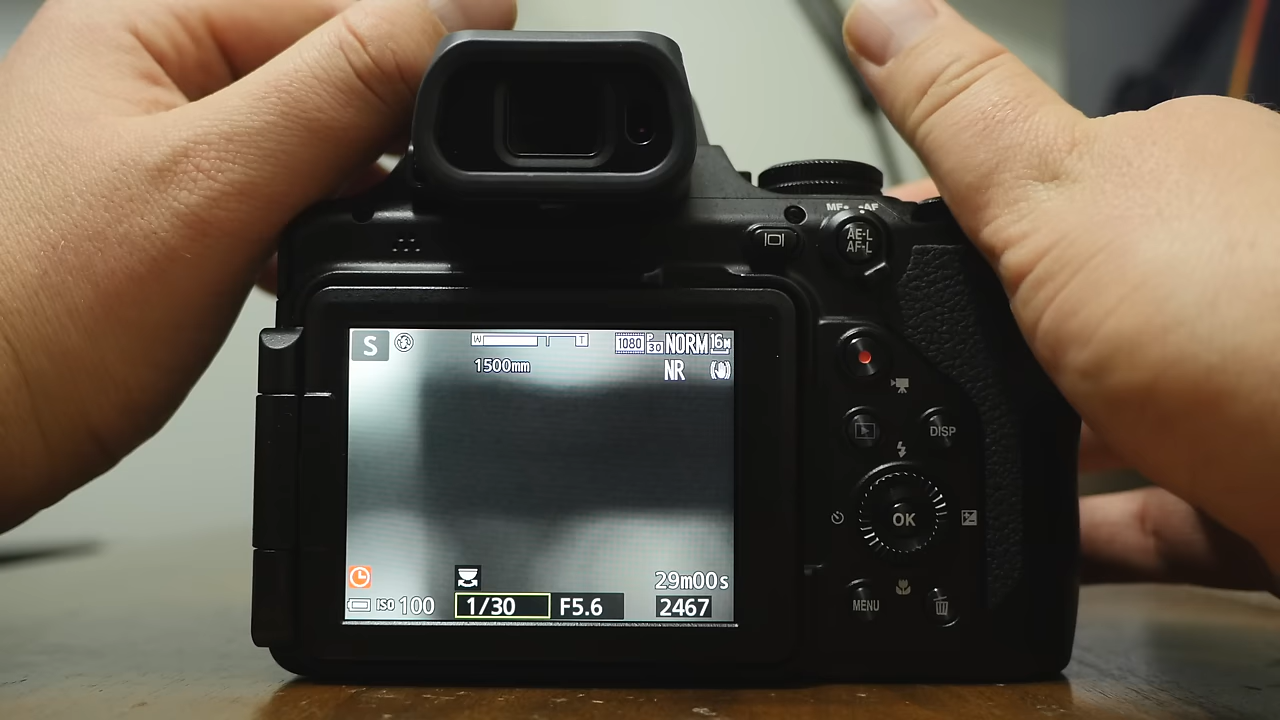 MF AF
AE-L
AF-L
S
W T
1080 P 30 NORM 16M
1500mm
NR
DISP
OK
29m00s
ISO 100 1/30 F5.6 2467
MENU